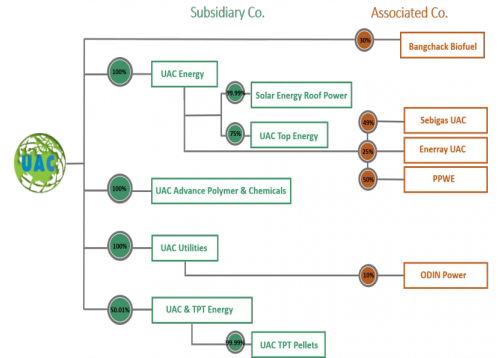 Subsidiary Co. Associated Co.
30% Bangchack Biofuel
100% UAC Energy
99.99% Solar Energy Roof Power
49% Sebigas UAC
75% UAC Top Energy
25% Enerray UAC
50% PPWE
UAC
100% UAC Advance Polymer & Chemicals
100% UAC Utilities
10% ODIN Power
50.01% UAC & TPT Energy
99.99% UAC TPT Pellets